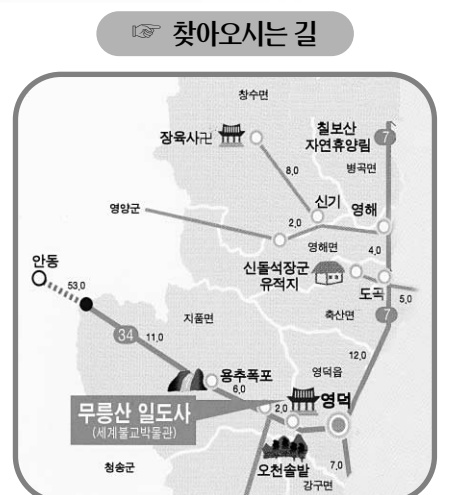 ☞ 찾아오시는 길
창수면
장육사卍
칠보산
자연휴양림
7
병곡면
8.0
신기
영해
영양군
2.0
영해면
4.0
안동
신돌석장군
유적지
도곡
5.0
53.0
지품면
축산면
7
34
11.0
12.0
용추폭포
6.0
영덕읍
무릉산 일도사
(세계불교박물관)
2.0
영덕
오천솔밭
청송군
7.0
강구면